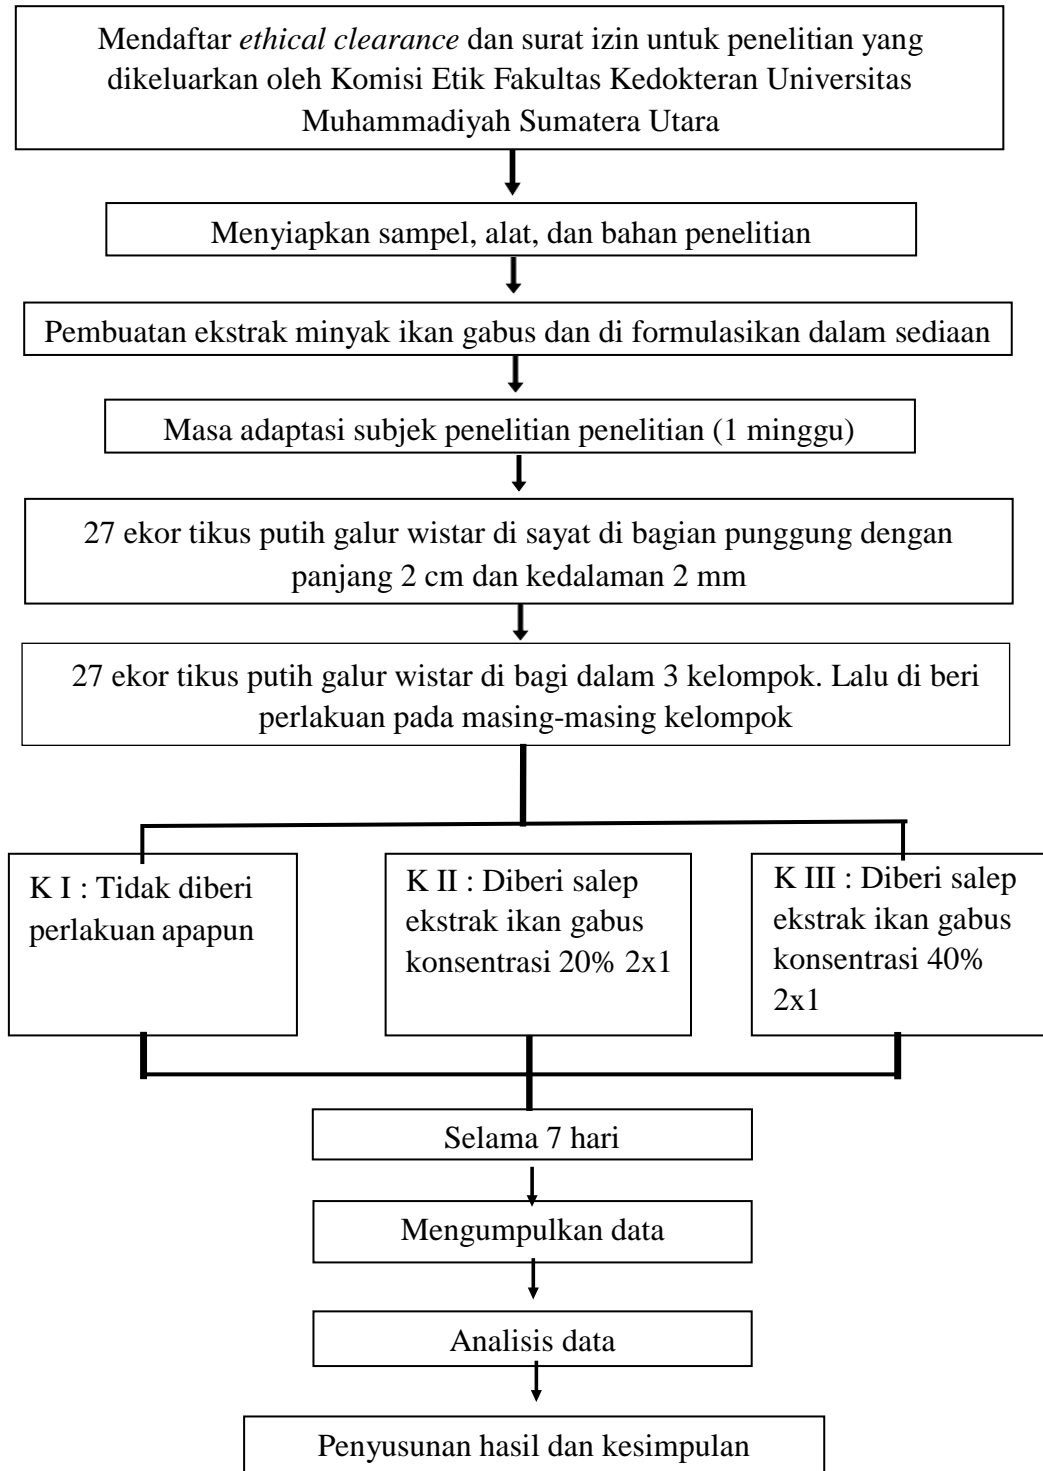 Mendaftar ethical clearance dan surat izin untuk penelitian yang
dikeluarkan oleh Komisi Etik Fakultas Kedokteran Universitas
Muhammadiyah Sumatera Utara
Menyiapkan sampel, alat, dan bahan penelitian
Pembuatan ekstrak minyak ikan gabus dan di formulasikan dalam sediaan
Masa adaptasi subjek penelitian penelitian (1 minggu)
27 ekor tikus putih galur wistar di sayat di bagian punggung dengan
panjang 2 cm dan kedalaman 2 mm
27 ekor tikus putih galur wistar di bagi dalam 3 kelompok. Lalu di beri
perlakuan pada masing-masing kelompok
K I : Tidak diberi
perlakuan apapun
K II : Diberi salep
ekstrak ikan gabus
konsentrasi 20% 2x1
K III : Diberi salep
ekstrak ikan gabus
konsentrasi 40%
2x1
Selama 7 hari
Mengumpulkan data
Analisis data
Penyusunan hasil dan kesimpulan